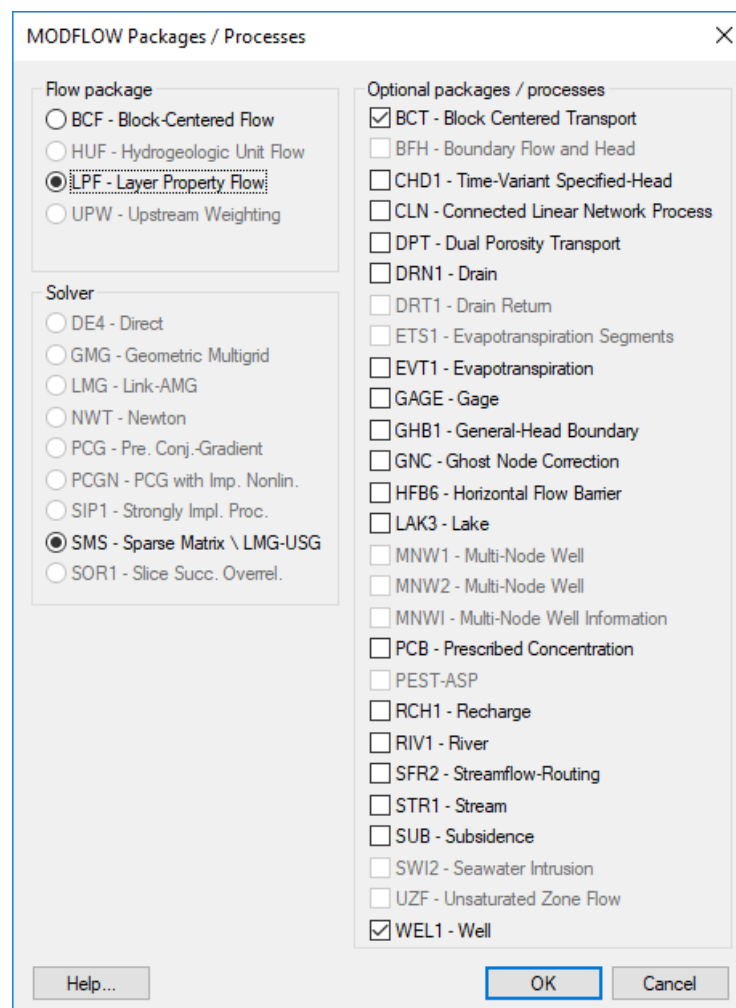 MODFLOW Packages / Processes
Flow package
BCF - Block-Centered Flow
HUF - Hydrogeologic Unit Flow
LPF - Layer Property Flow
UPW - Upstream Weighting
Solver
DE4 - Direct
GMG - Geometric Multigrid
LMG - Link-AMG
NWT - Newton
PCG - Pre. Conj.-Gradient
PCGN - PCG with Imp. Nonlin.
SIP1 - Strongly Impl. Proc.
SMS - Sparse Matrix \ LMG-USG
SOR1 - Slice Succ. Overrel.
Optional packages / processes
BCT - Block Centered Transport
BFH - Boundary Flow and Head
CHD1 - Time-Variant Specified-Head
CLN - Connected Linear Network Process
DPT - Dual Porosity Transport
DRN1 - Drain
DRT1 - Drain Return
ETS1 - Evapotranspiration Segments
EVT1 - Evapotranspiration
GAGE - Gage
GHB1 - General-Head Boundary
GNC - Ghost Node Correction
HFB6 - Horizontal Flow Barrier
LAK3 - Lake
MNW1 - Multi-Node Well
MNW2 - Multi-Node Well
MNWI - Multi-Node Well Information
PCB - Prescribed Concentration
PEST-ASP
RCH1 - Recharge
RIV1 - River
SFR2 - Streamflow-Routing
STR1 - Stream
SUB - Subsidence
SWI2 - Seawater Intrusion
UZF - Unsaturated Zone Flow
WEL1 - Well
Help...
OK
Cancel